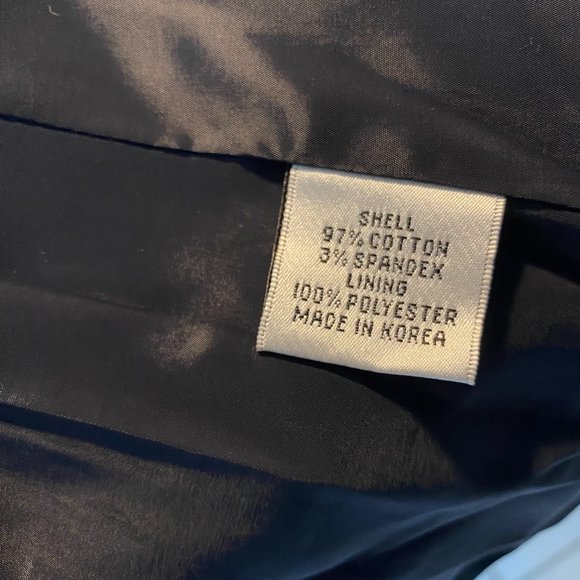 SHELL
97% COTTON
3% SPANDEX
LINING
100% POLYESTER
MADE IN KOREA